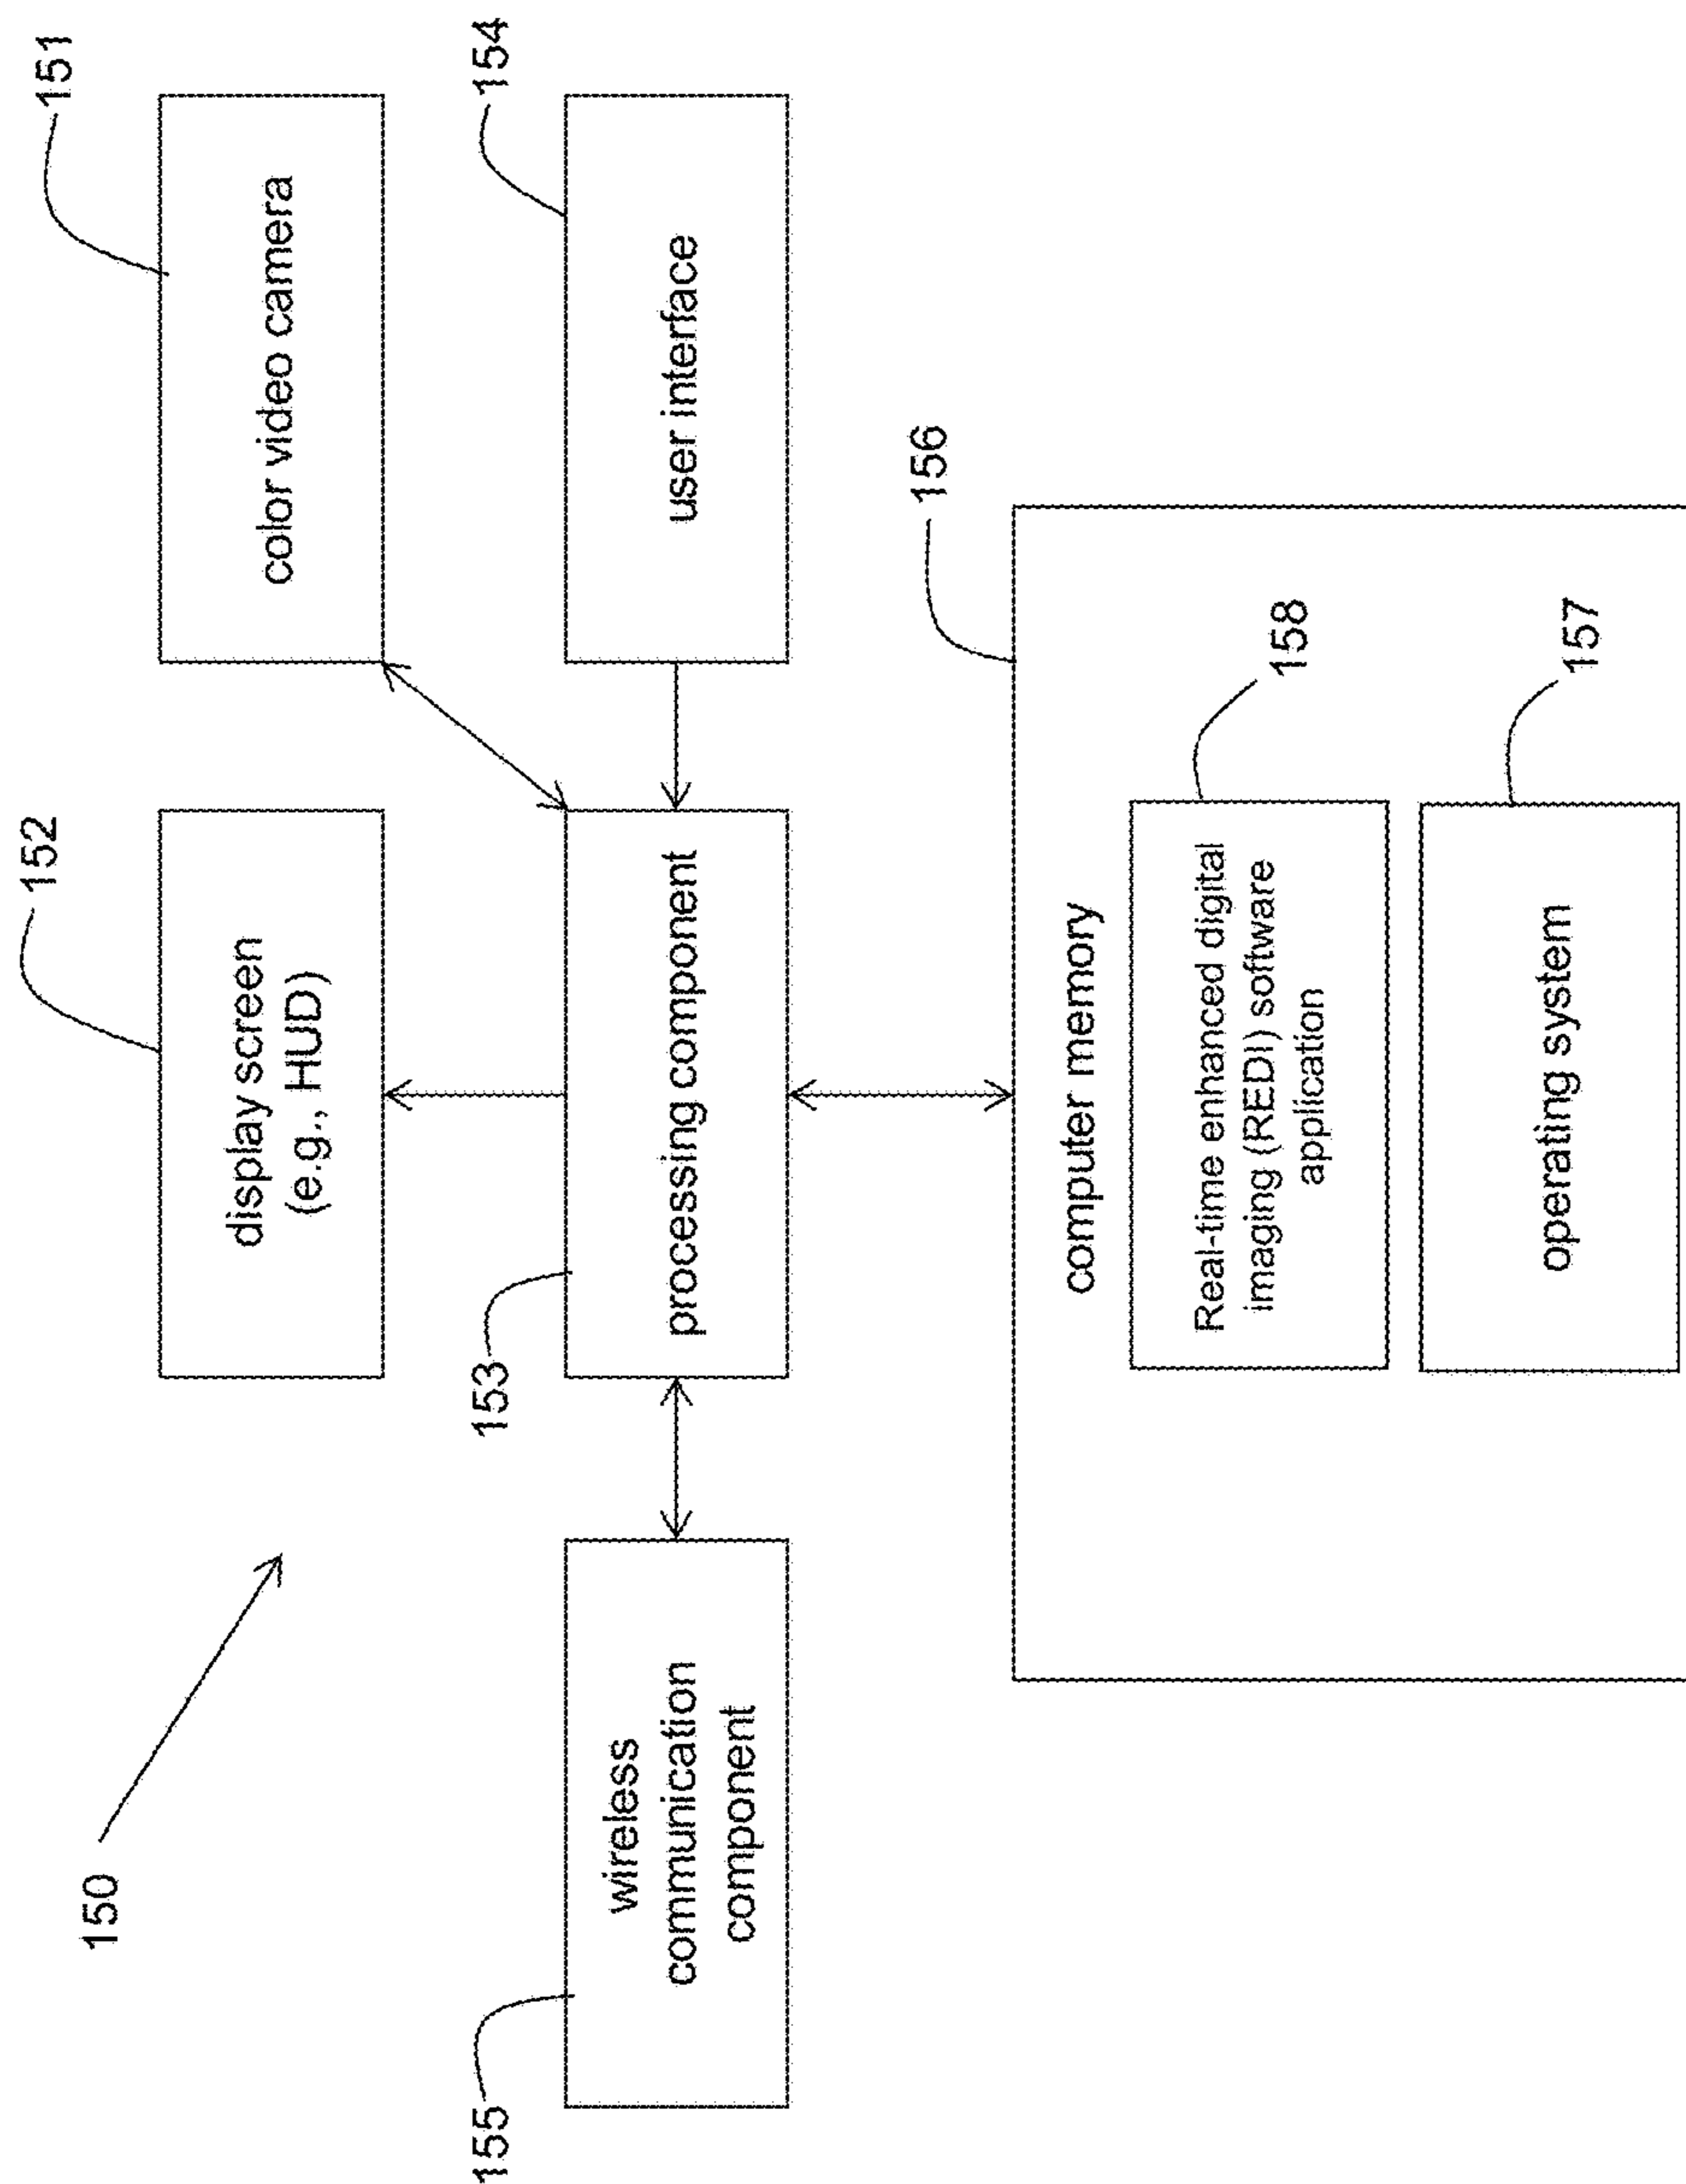 150
152
151
display screen
(e.g., HUD)
color video camera
155
153
154
wireless
communication
component
processing component
user interface
156
computer memory
158
Real-time enhanced digital
imaging (REDI) software
application
157
operating system